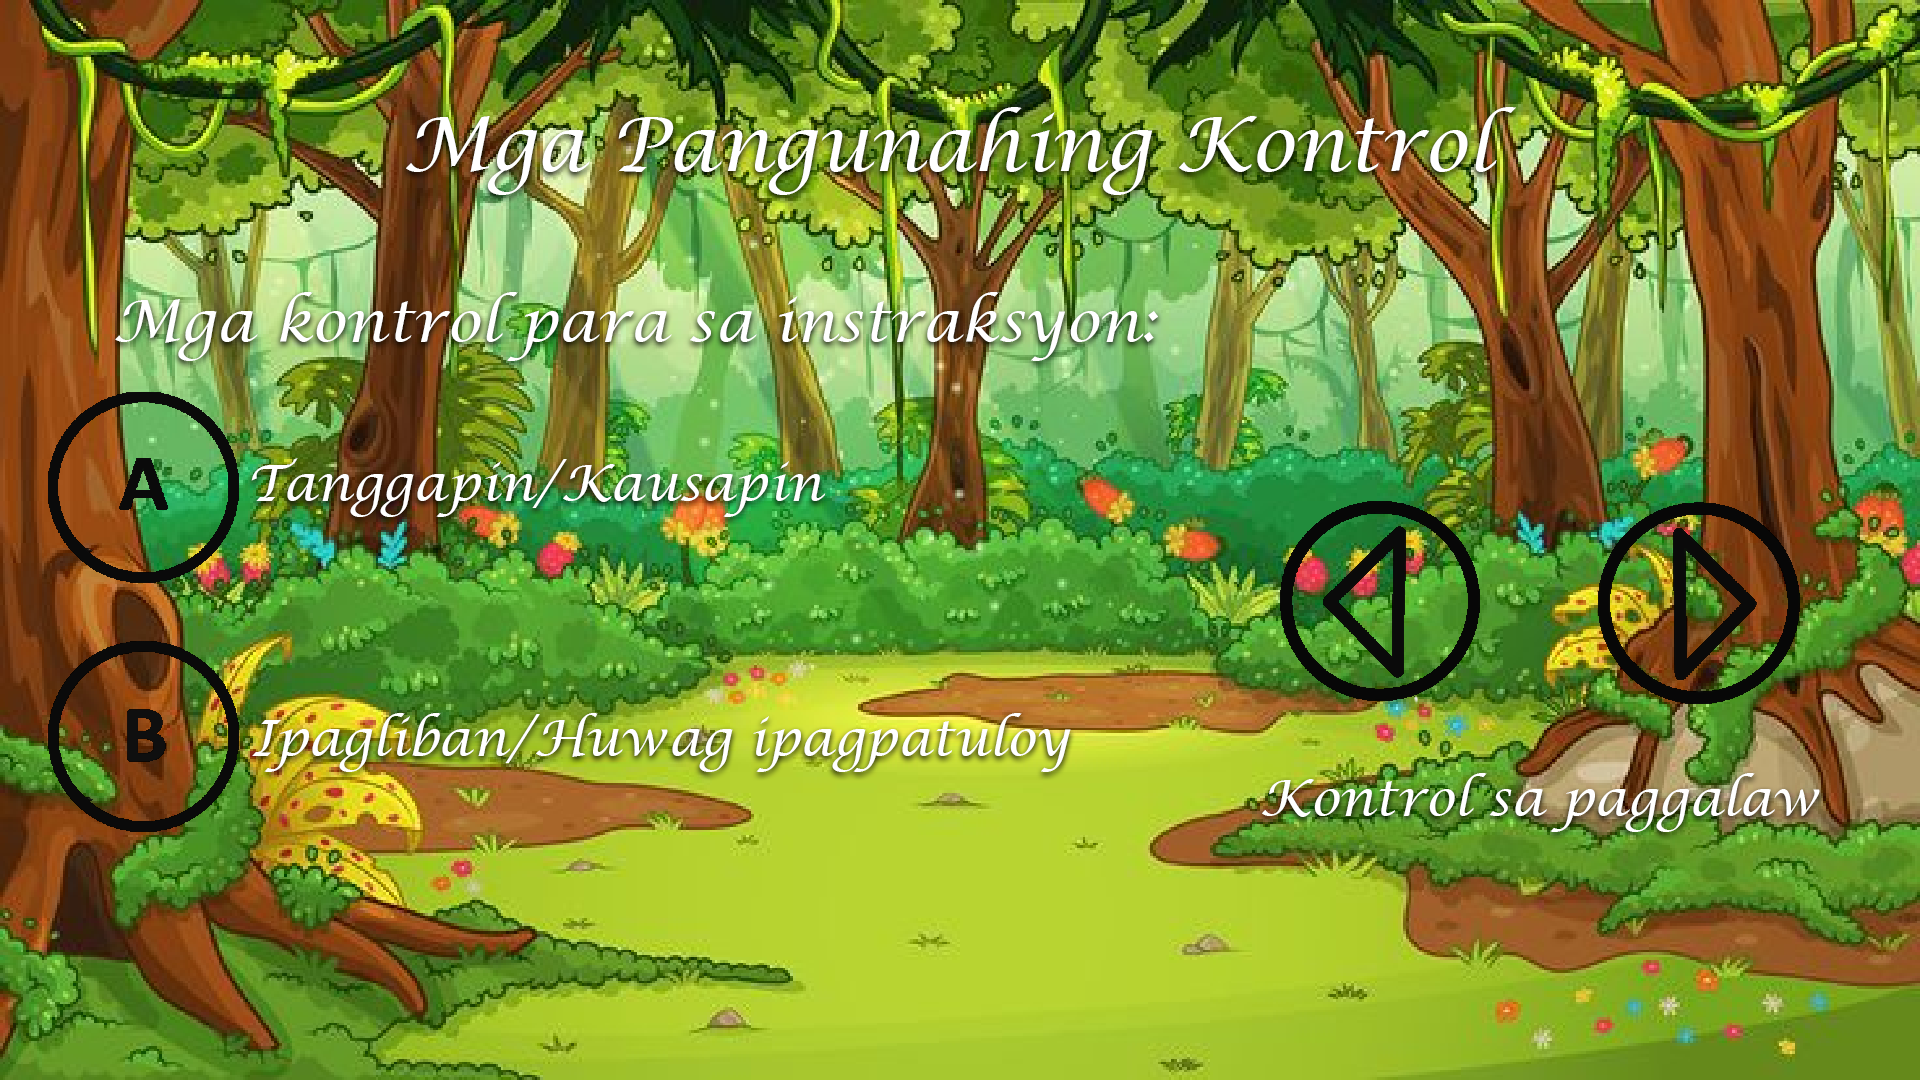 Mga Pangunahing Kontrol
Mga kontrol para sa instraksyon:
A Tanggapin/Kausapin
B Ipagliban/Huwag ipagpatuloy
Kontrol sa paggalaw